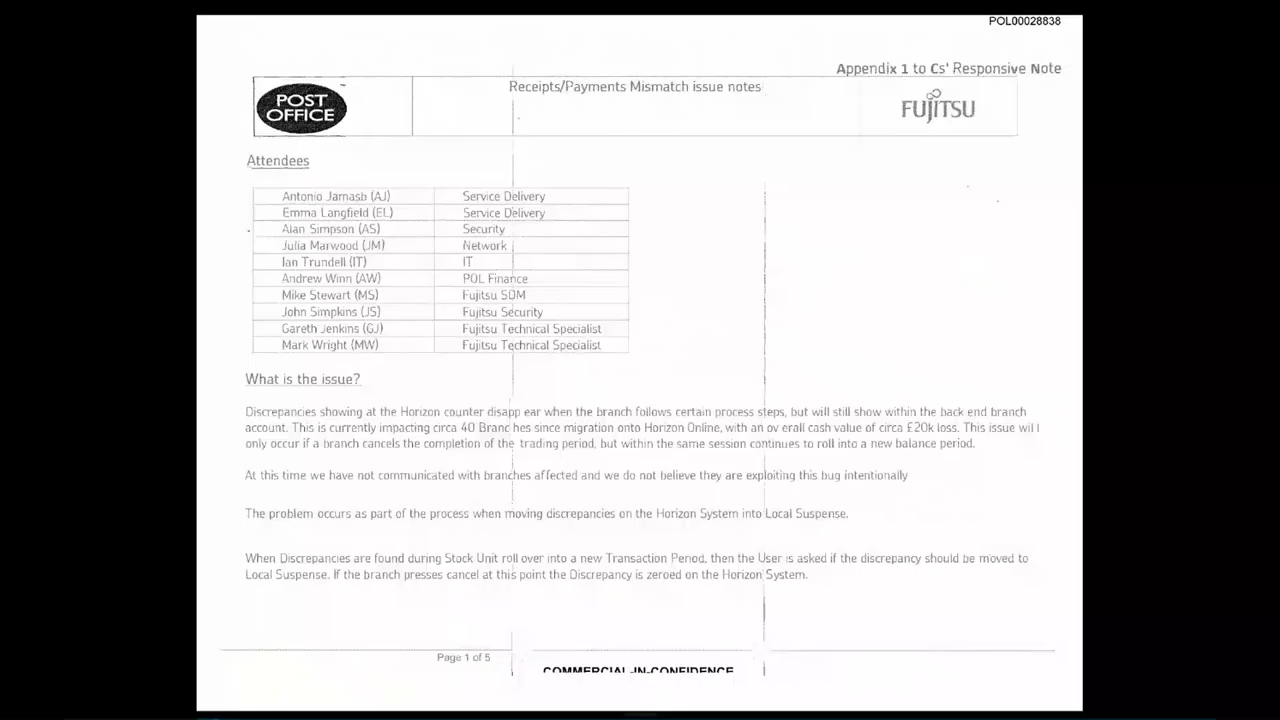 POL00028838
Appendix 1 to Cs' Responsive Note
POST OFFICE
Receipts/Payments Mismatch issue notes
FUJITSU
Attendees
Antonio Jamasb (AJ) Service Delivery
Emma Langfield (EL) Service Delivery
Alan Simpson (AS) Security
Julia Marwood (JM) Network
Ian Trundell (IT) IT
Andrew Winn (AW) POL Finance
Mike Stewart (MS) Fujitsu SDM
John Simpkins (JS) Fujitsu Security
Gareth Jenkins (GJ) Fujitsu Technical Specialist
Mark Wright (MW) Fujitsu Technical Specialist
What is the issue?
Discrepancies showing at the Horizon counter disapp ear when the branch follows certain process steps, but will still show within the back end branch
account. This is currently impacting circa 40 Branc hes since migration onto Horizon Online, with an ov erall cash value of circa £20k loss. This issue wil l
only occur if a branch cancels the completion of the trading period, but within the same session continues to roll into a new balance period.
At this time we have not communicated with branches affected and we do not believe they are exploiting this bug intentionally
The problem occurs as part of the process when moving discrepancies on the Horizon System into Local Suspense.
When Discrepancies are found during Stock Unit roll over into a new Transaction Period, then the User is asked if the discrepancy should be moved to
Local Suspense. If the branch presses cancel at this point the Discrepancy is zeroed on the Horizon System.
Page 1 of 5
COMMERCIAL-IN-CONFIDENCE